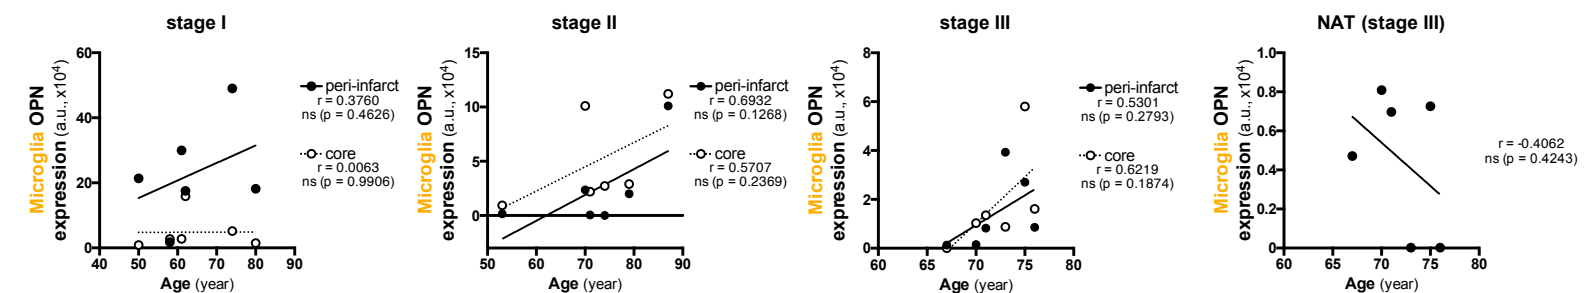 stage I
Microglia OPN
expression (a.u., x10⁴)
60
40
20
0
40 50 60 70 80 90
Age (year)
peri-infarct
r = 0.3760
ns (p = 0.4626)
core
r = 0.0063
ns (p = 0.9906)
stage II
Microglia OPN
expression (a.u., x10⁴)
15
10
5
0
50 60 70 80 90
Age (year)
peri-infarct
r = 0.6932
ns (p = 0.1268)
core
r = 0.5707
ns (p = 0.2369)
stage III
Microglia OPN
expression (a.u., x10⁴)
8
6
4
2
0
60 65 70 75 80
Age (year)
peri-infarct
r = 0.5301
ns (p = 0.2793)
core
r = 0.6219
ns (p = 0.1874)
NAT (stage III)
Microglia OPN
expression (a.u., x10⁴)
1.0
0.8
0.6
0.4
0.2
0
60 65 70 75 80
Age (year)
r = -0.4062
ns (p = 0.4243)